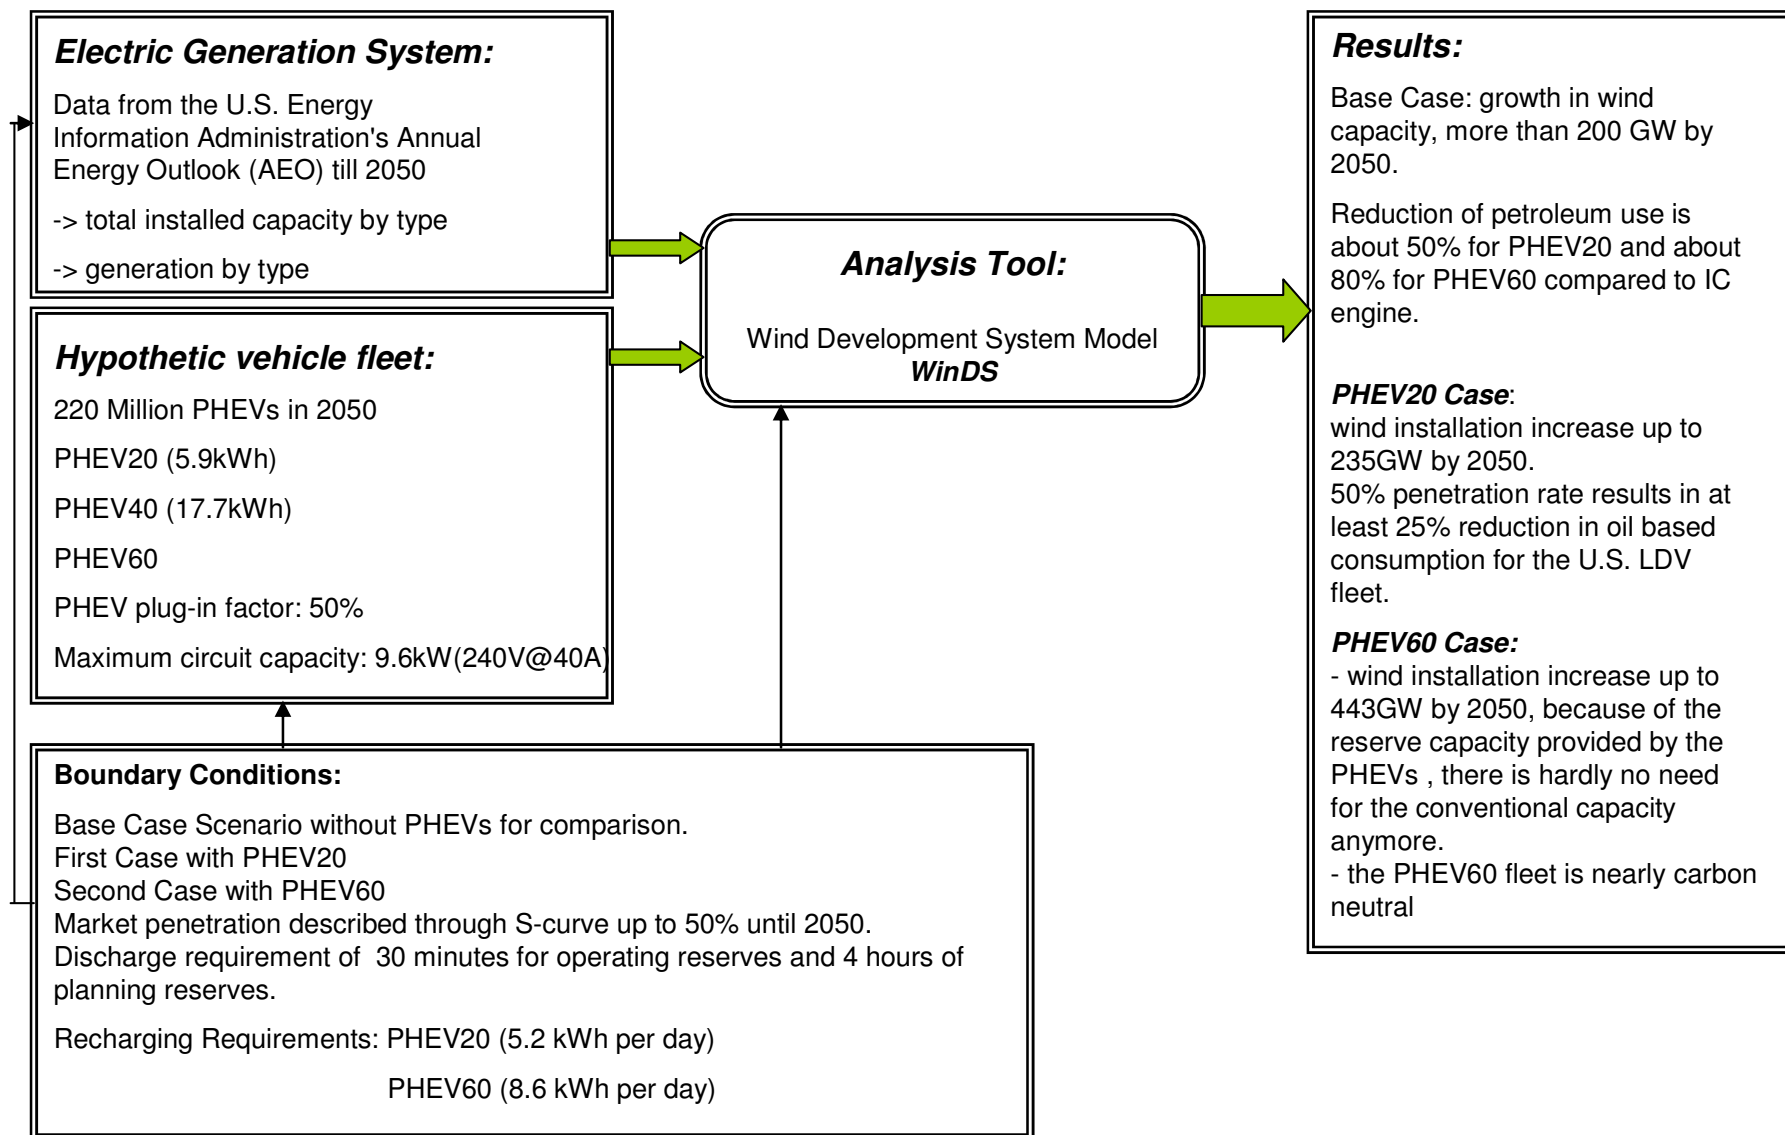 Electric Generation System:
Data from the U.S. Energy
Information Administration's Annual
Energy Outlook (AEO) till 2050
-> total installed capacity by type
-> generation by type
Hypothetic vehicle fleet:
220 Million PHEVs in 2050
PHEV20 (5.9kWh)
PHEV40 (17.7kWh)
PHEV60
PHEV plug-in factor: 50%
Maximum circuit capacity: 9.6kW(240V@40A)
Boundary Conditions:
Base Case Scenario without PHEVs for comparison.
First Case with PHEV20
Second Case with PHEV60
Market penetration described through S-curve up to 50% until 2050.
Discharge requirement of  30 minutes for operating reserves and 4 hours of
planning reserves.
Recharging Requirements: PHEV20 (5.2 kWh per day)
PHEV60 (8.6 kWh per day)
Analysis Tool:
Wind Development System Model
WinDS
Results:
Base Case: growth in wind
capacity, more than 200 GW by
2050.
Reduction of petroleum use is
about 50% for PHEV20 and about
80% for PHEV60 compared to IC
engine.
PHEV20 Case:
wind installation increase up to
235GW by 2050.
50% penetration rate results in at
least 25% reduction in oil based
consumption for the U.S. LDV
fleet.
PHEV60 Case:
- wind installation increase up to
443GW by 2050, because of the
reserve capacity provided by the
PHEVs , there is hardly no need
for the conventional capacity
anymore.
- the PHEV60 fleet is nearly carbon
neutral